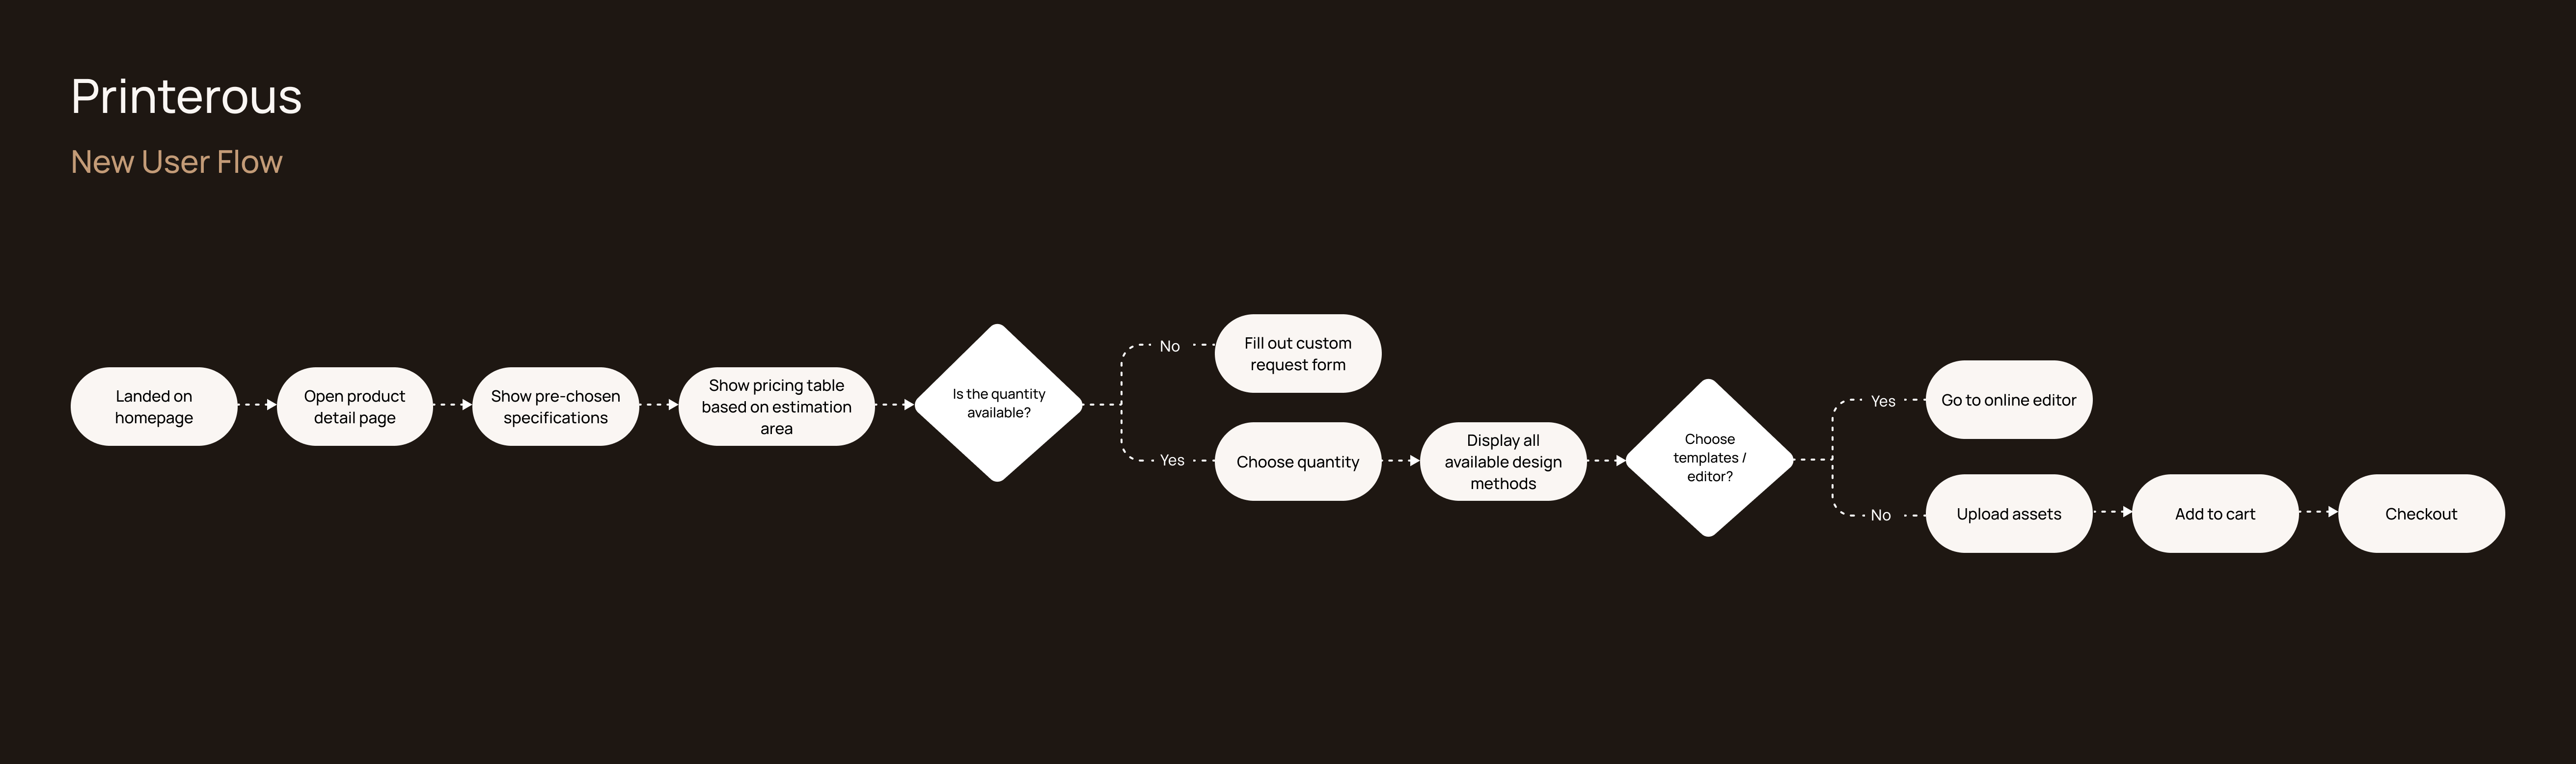 Printerous
New User Flow
Landed on
homepage
Open product
detail page
Show pre-chosen
specifications
Show pricing table
based on estimation
area
Is the quantity
available?
No
Fill out custom
request form
Yes
Choose quantity
Display all
available design
methods
Choose
templates /
editor?
Yes
Go to online editor
No
Upload assets
Add to cart
Checkout